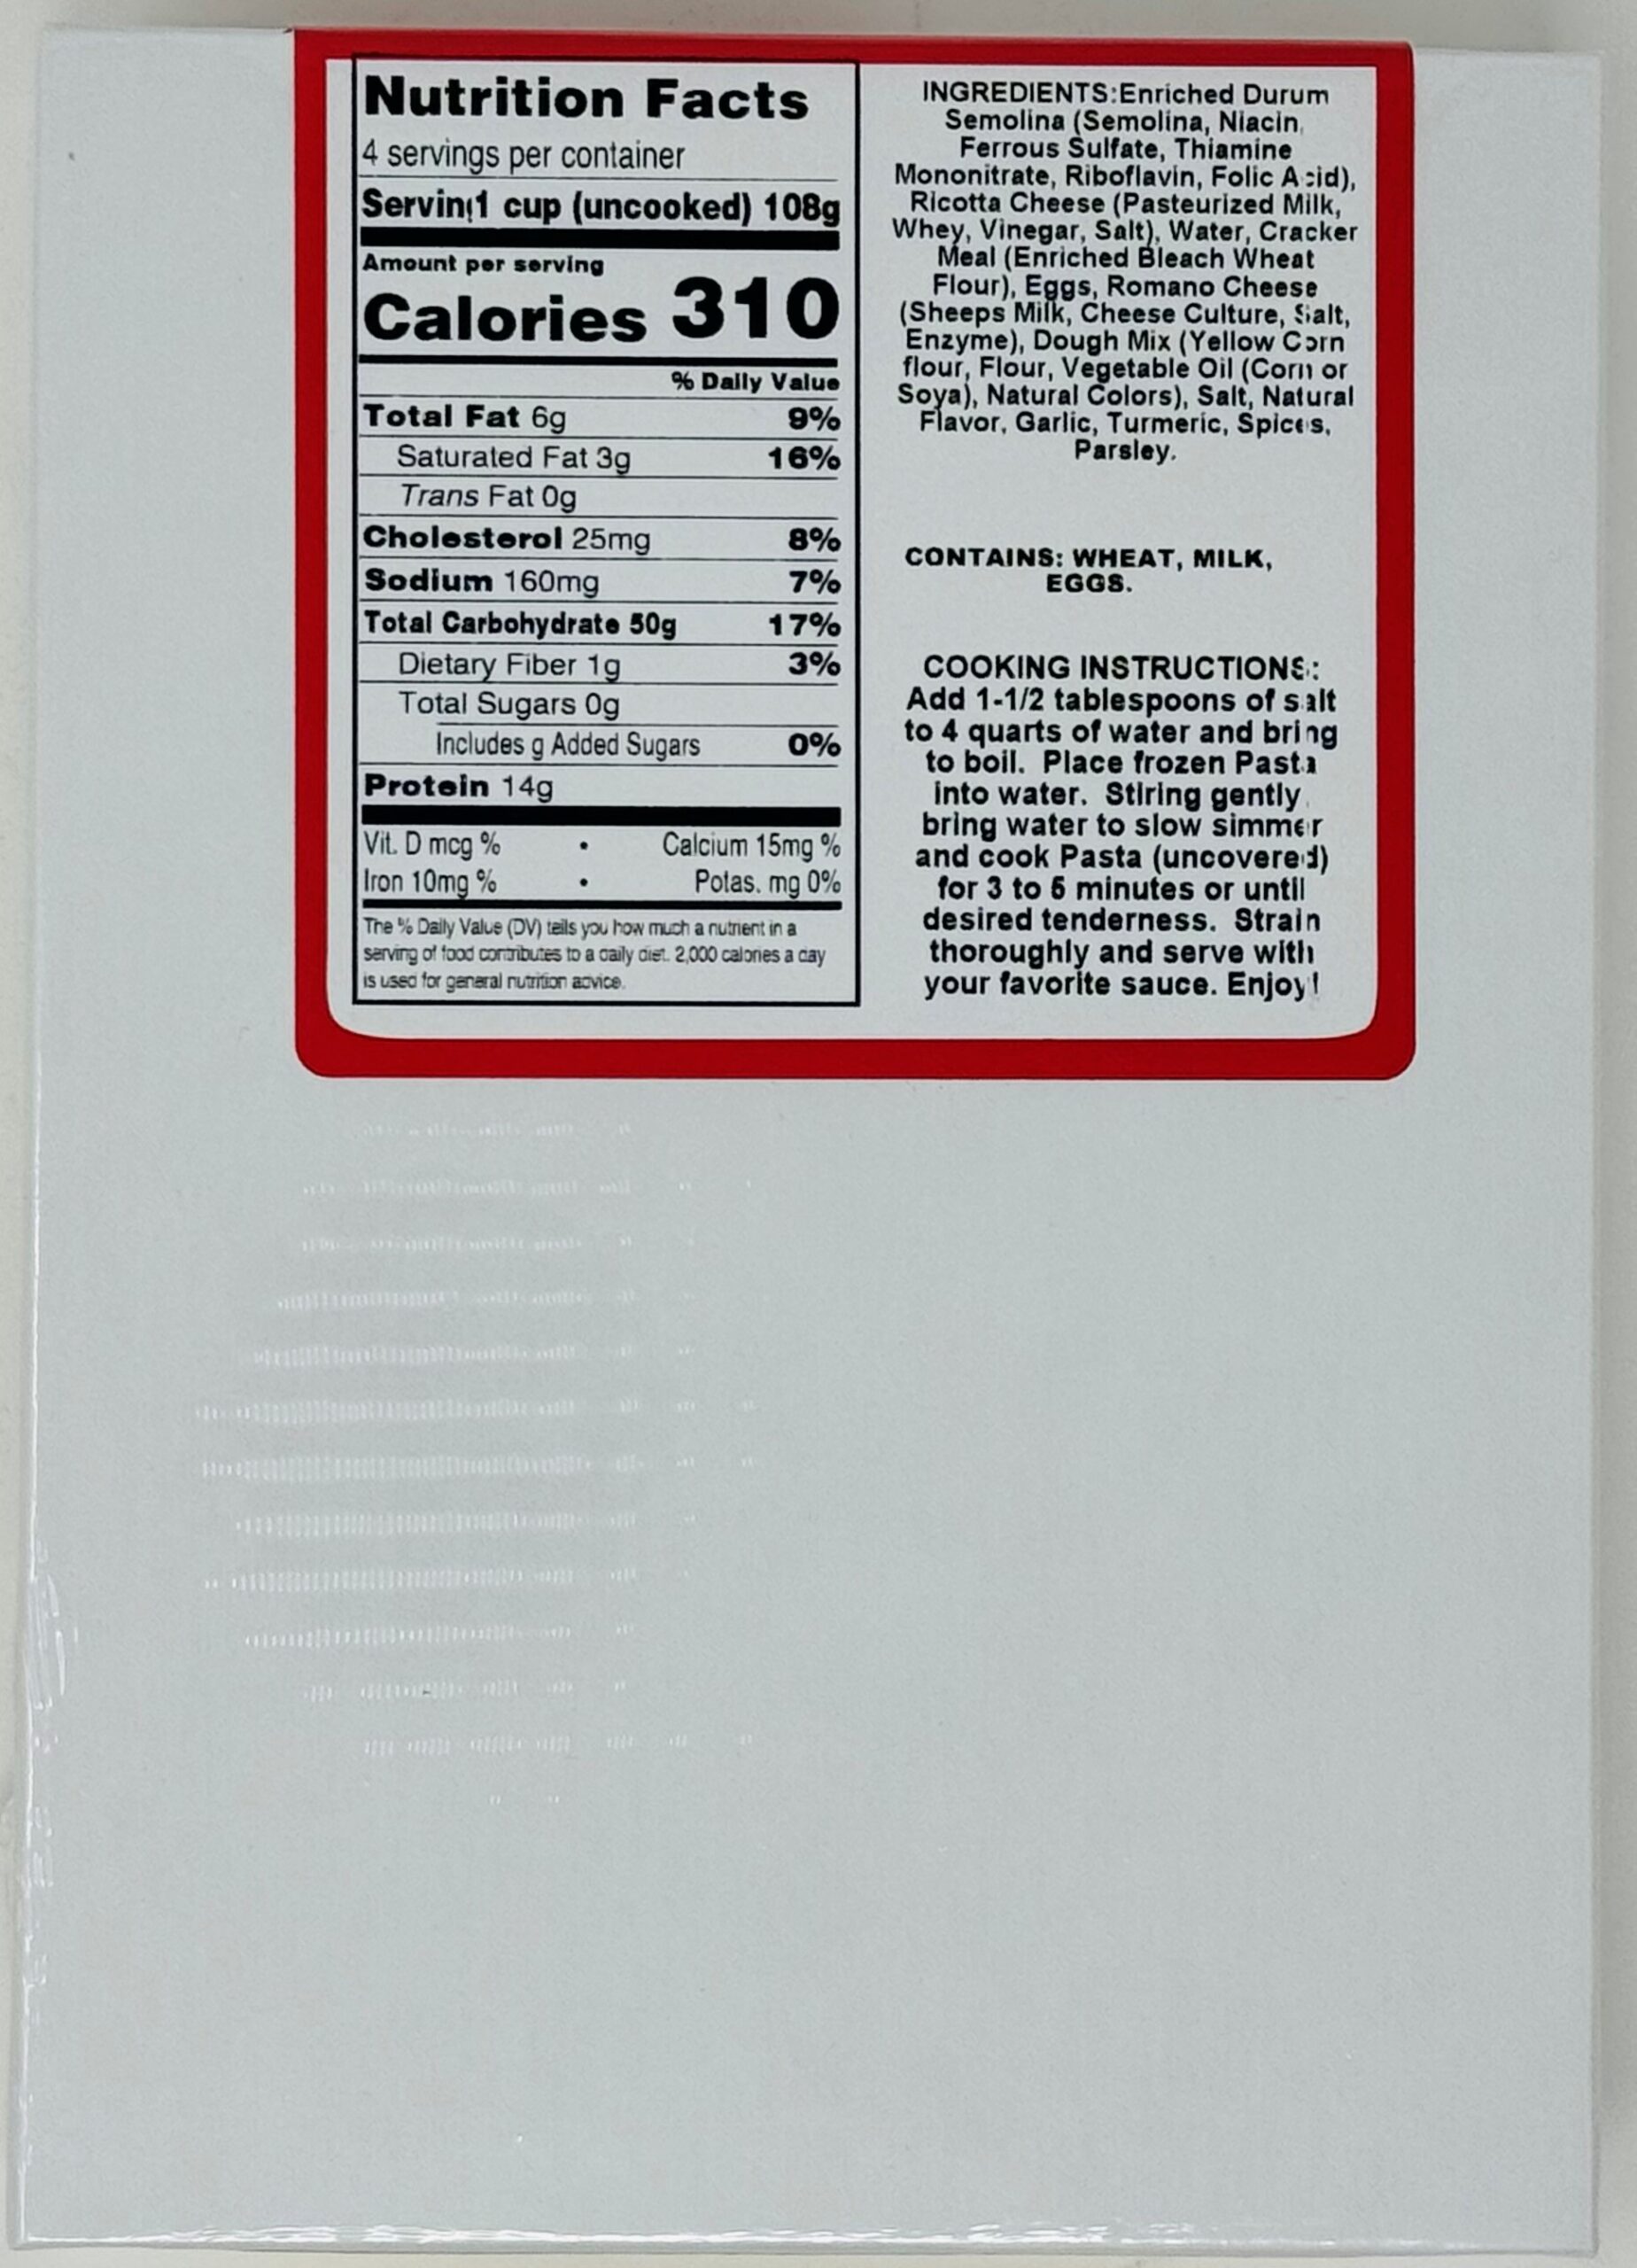 Nutrition Facts
4 servings per container
Servin 1 cup (uncooked) 108g
Amount per serving
Calories 310
% Daily Value
Total Fat 6g 9%
Saturated Fat 3g 16%
Trans Fat 0g
Cholesterol 25mg 8%
Sodium 160mg 7%
Total Carbohydrate 50g 17%
Dietary Fiber 1g 3%
Total Sugars 0g
Includes g Added Sugars 0%
Protein 14g
Vit. D mcg % • Calcium 15mg %
Iron 10mg % • Potas. mg 0%
The % Daily Value (DV) tells you how much a nutrient in a
serving of food contributes to a daily diet. 2,000 calories a day
is used for general nutrition advice.
INGREDIENTS:Enriched Durum
Semolina (Semolina, Niacin,
Ferrous Sulfate, Thiamine
Mononitrate, Riboflavin, Folic Acid),
Ricotta Cheese (Pasteurized Milk,
Whey, Vinegar, Salt), Water, Cracker
Meal (Enriched Bleach Wheat
Flour), Eggs, Romano Cheese
(Sheeps Milk, Cheese Culture, Salt,
Enzyme), Dough Mix (Yellow Corn
flour, Flour, Vegetable Oil (Corn or
Soya), Natural Colors), Salt, Natural
Flavor, Garlic, Turmeric, Spices,
Parsley.
CONTAINS: WHEAT, MILK,
EGGS.
COOKING INSTRUCTIONS:
Add 1-1/2 tablespoons of salt
to 4 quarts of water and bring
to boil. Place frozen Pasta
into water. Stiring gently
bring water to slow simmer
and cook Pasta (uncovered)
for 3 to 5 minutes or until
desired tenderness. Strain
thoroughly and serve with
your favorite sauce. Enjoy!